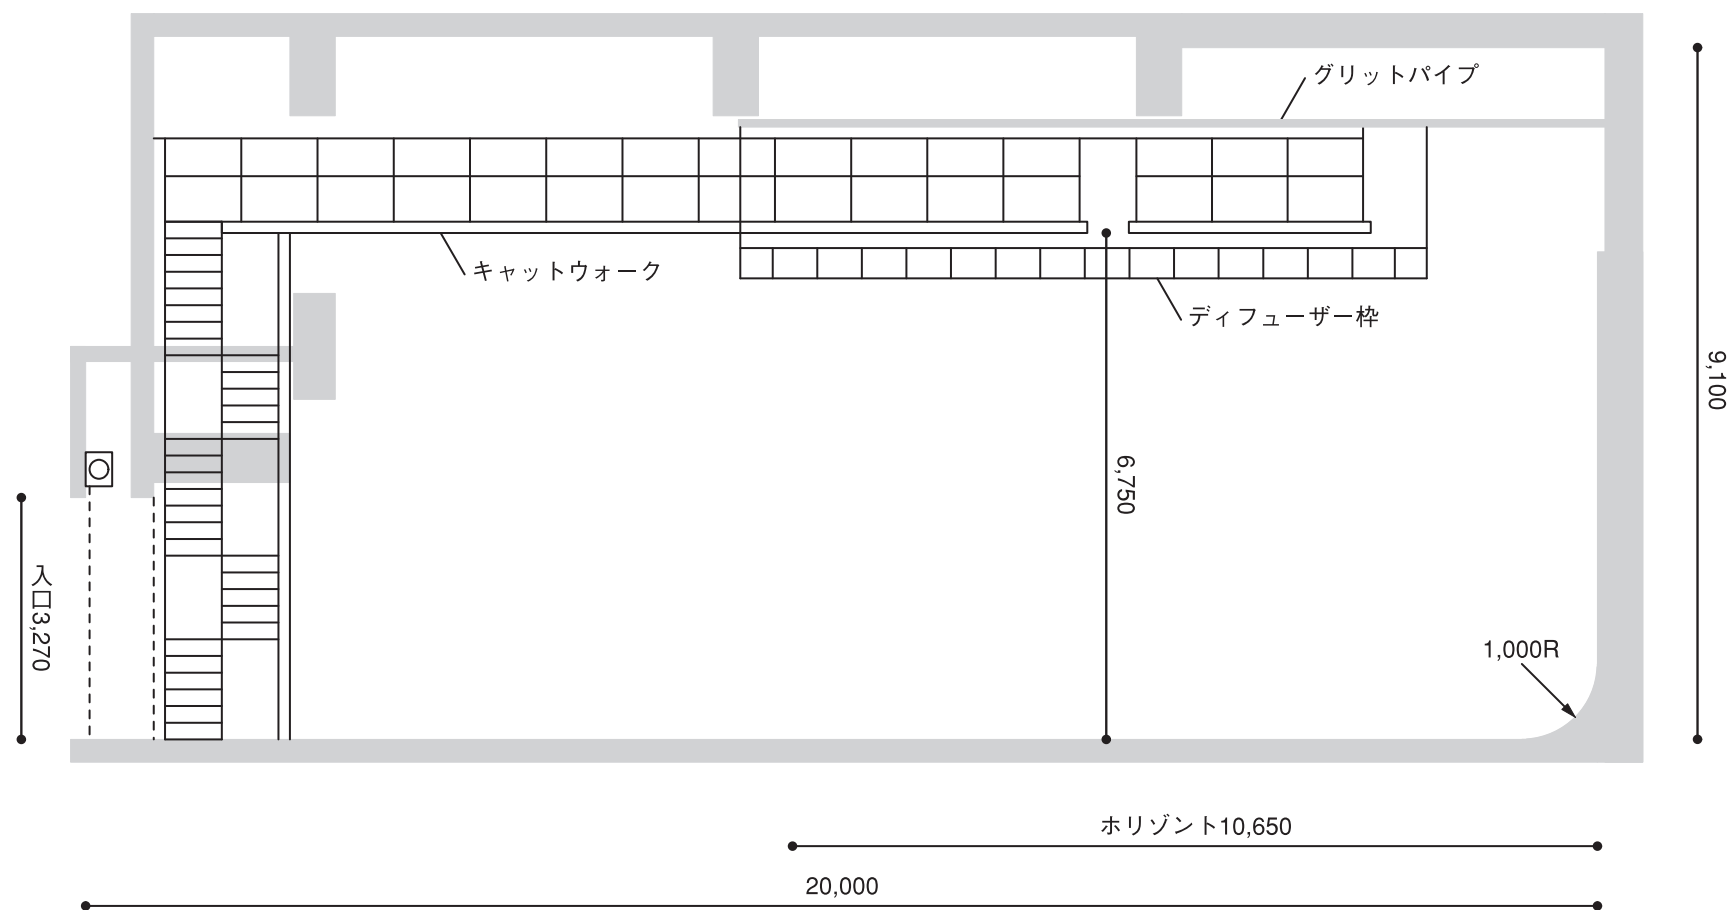 グリットパイプ
キャットウォーク
ディフューザー枠
9,100
6,750
入口3,270
1,000R
ホリゾント10,650
20,000